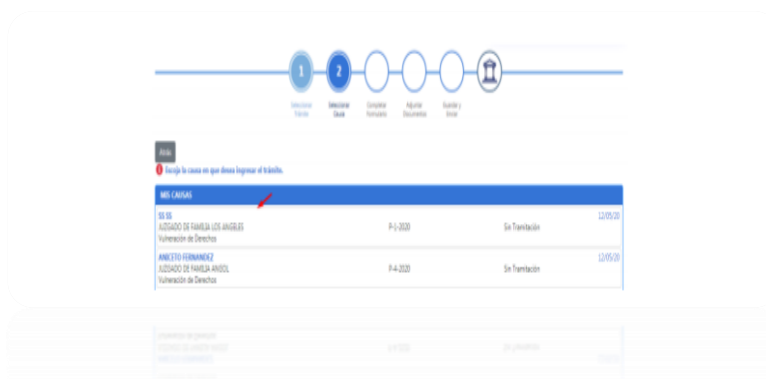 1 2
Seleccionar Trámite
Seleccionar Causa
Completar Formulario
Adjuntar Documentos
Guardar y Enviar
Atrás
Escoja la causa en que desea ingresar el trámite.
MIS CAUSAS
SS SS 12/05/20
JUZGADO DE FAMILIA LOS ANGELES P-1-2020 Sin Tramitación
Vulneración de Derechos
ANICETO FERNANDEZ 12/05/20
JUZGADO DE FAMILIA ANGOL P-4-2020 Sin Tramitación
Vulneración de Derechos